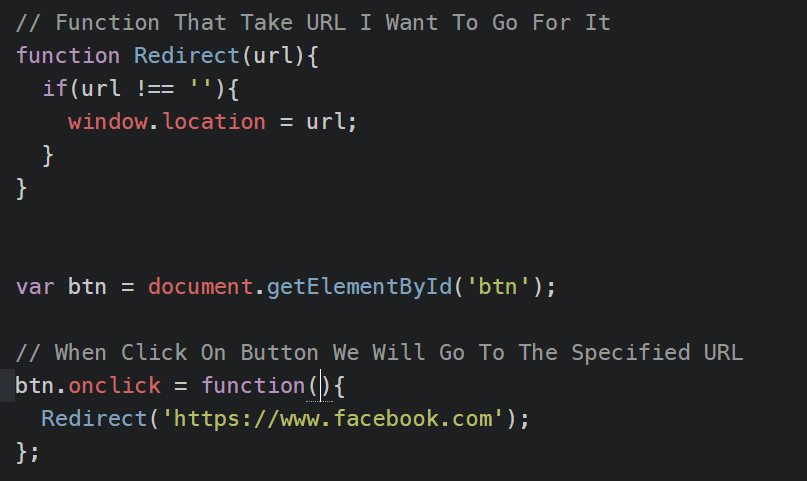 // Function That Take URL I Want To Go For It
function Redirect(url){
  if(url !== ''){
    window.location = url;
  }
}
var btn = document.getElementById('btn');
// When Click On Button We Will Go To The Specified URL
btn.onclick = function(){
  Redirect('https://www.facebook.com');
};